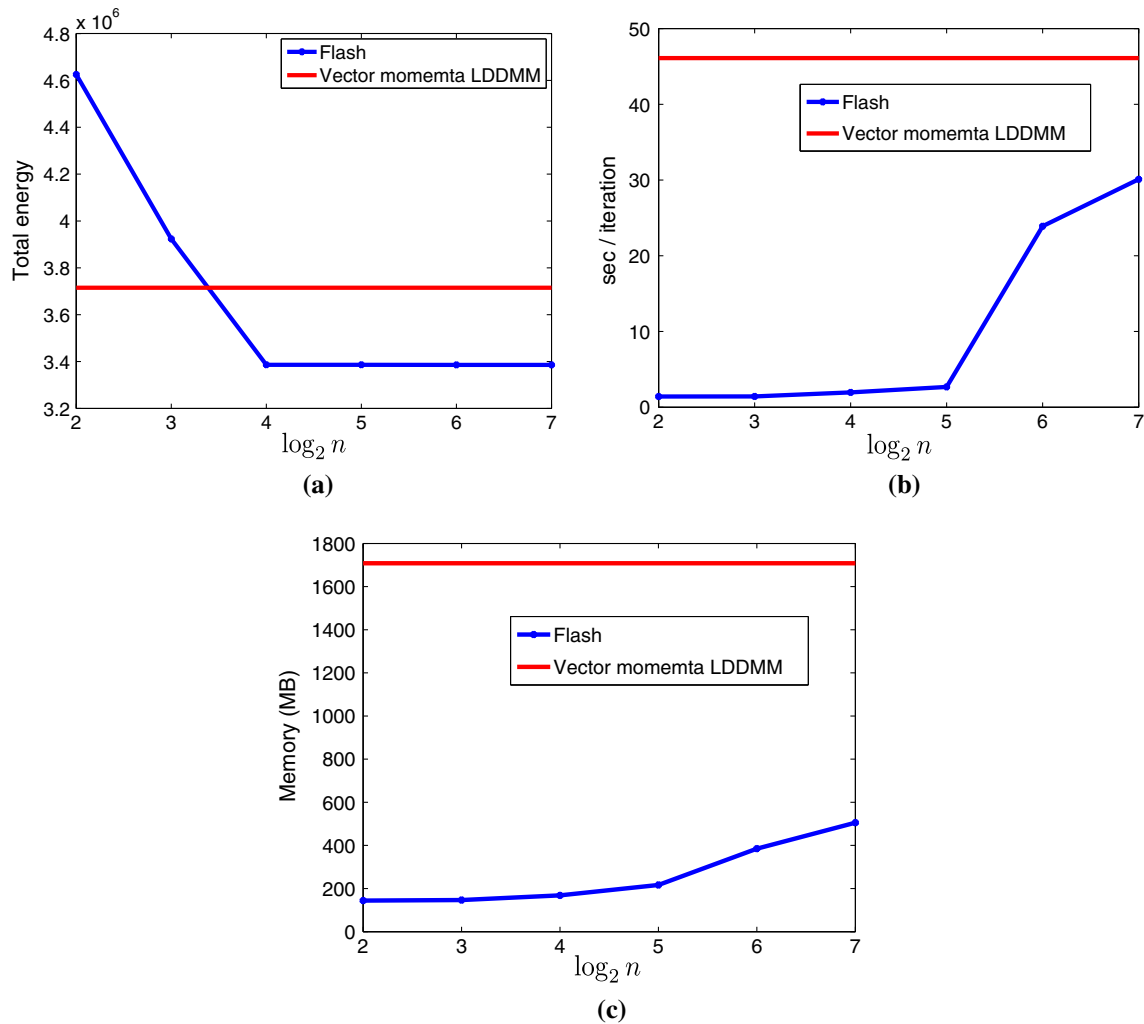 x 10^6
4.8
4.6
4.4
4.2
4
3.8
3.6
3.4
3.2
Total energy
Flash
Vector momemta LDDMM
2 3 4 5 6 7
log₂ n
(a)
50
40
30
20
10
0
sec / iteration
Flash
Vector momemta LDDMM
2 3 4 5 6 7
log₂ n
(b)
1800
1600
1400
1200
1000
800
600
400
200
0
Memory (MB)
Flash
Vector momemta LDDMM
2 3 4 5 6 7
log₂ n
(c)